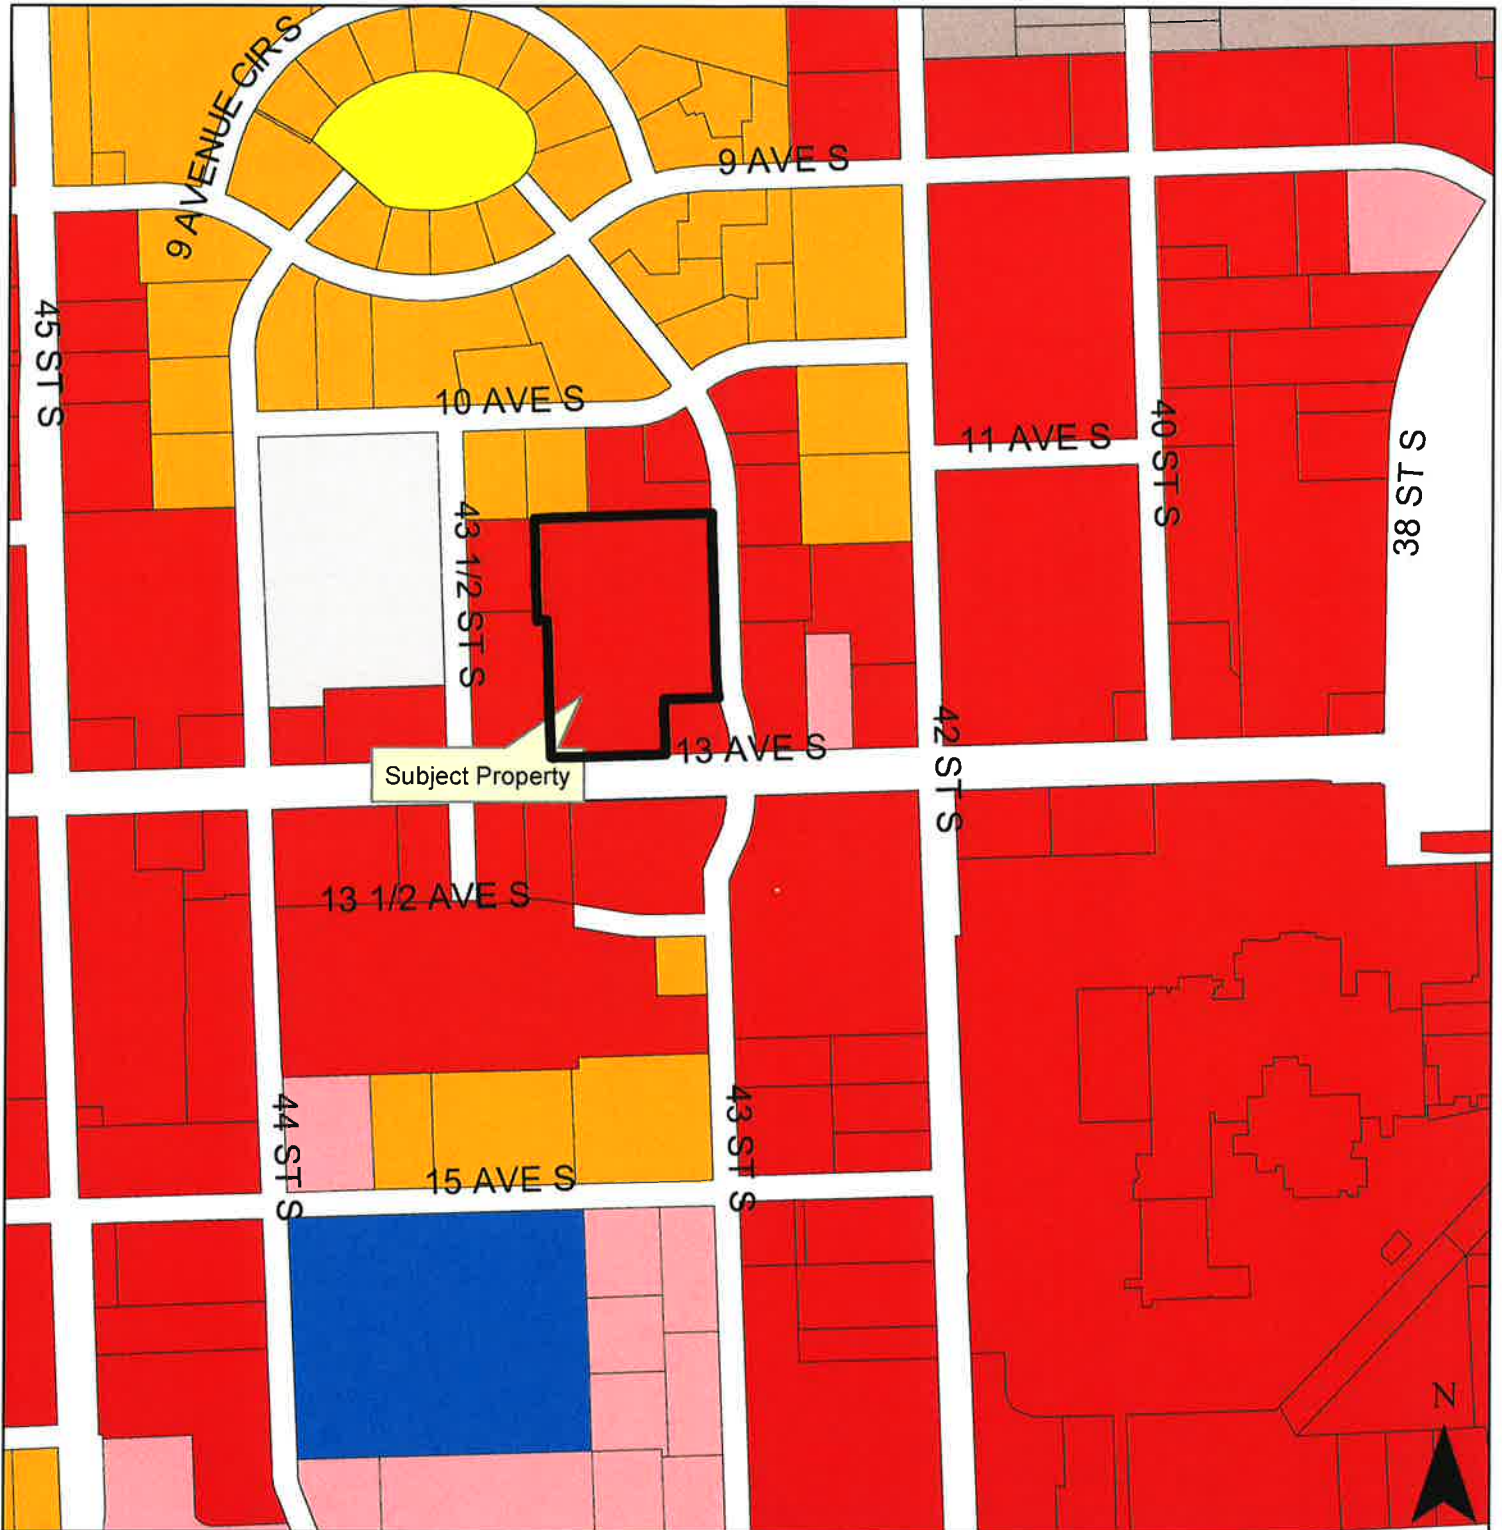 9 AVENUE CIR S
9 AVE S
45 ST S
10 AVE S
11 AVE S
40 ST S
38 ST S
43 1/2 ST S
42 ST S
13 AVE S
Subject Property
13 1/2 AVE S
44 ST S
43 ST S
15 AVE S
N